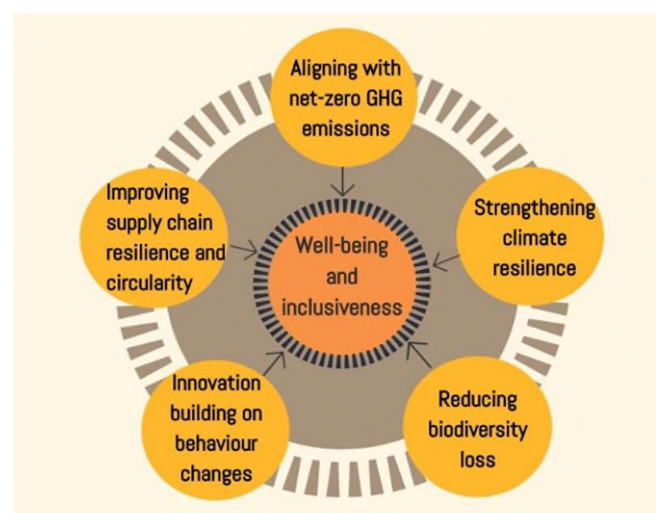 Aligning with
net-zero GHG
emissions
Improving
supply chain
resilience and
circularity
Strengthening
climate
resilience
Well-being
and
inclusiveness
Innovation
building on
behaviour
changes
Reducing
biodiversity
loss